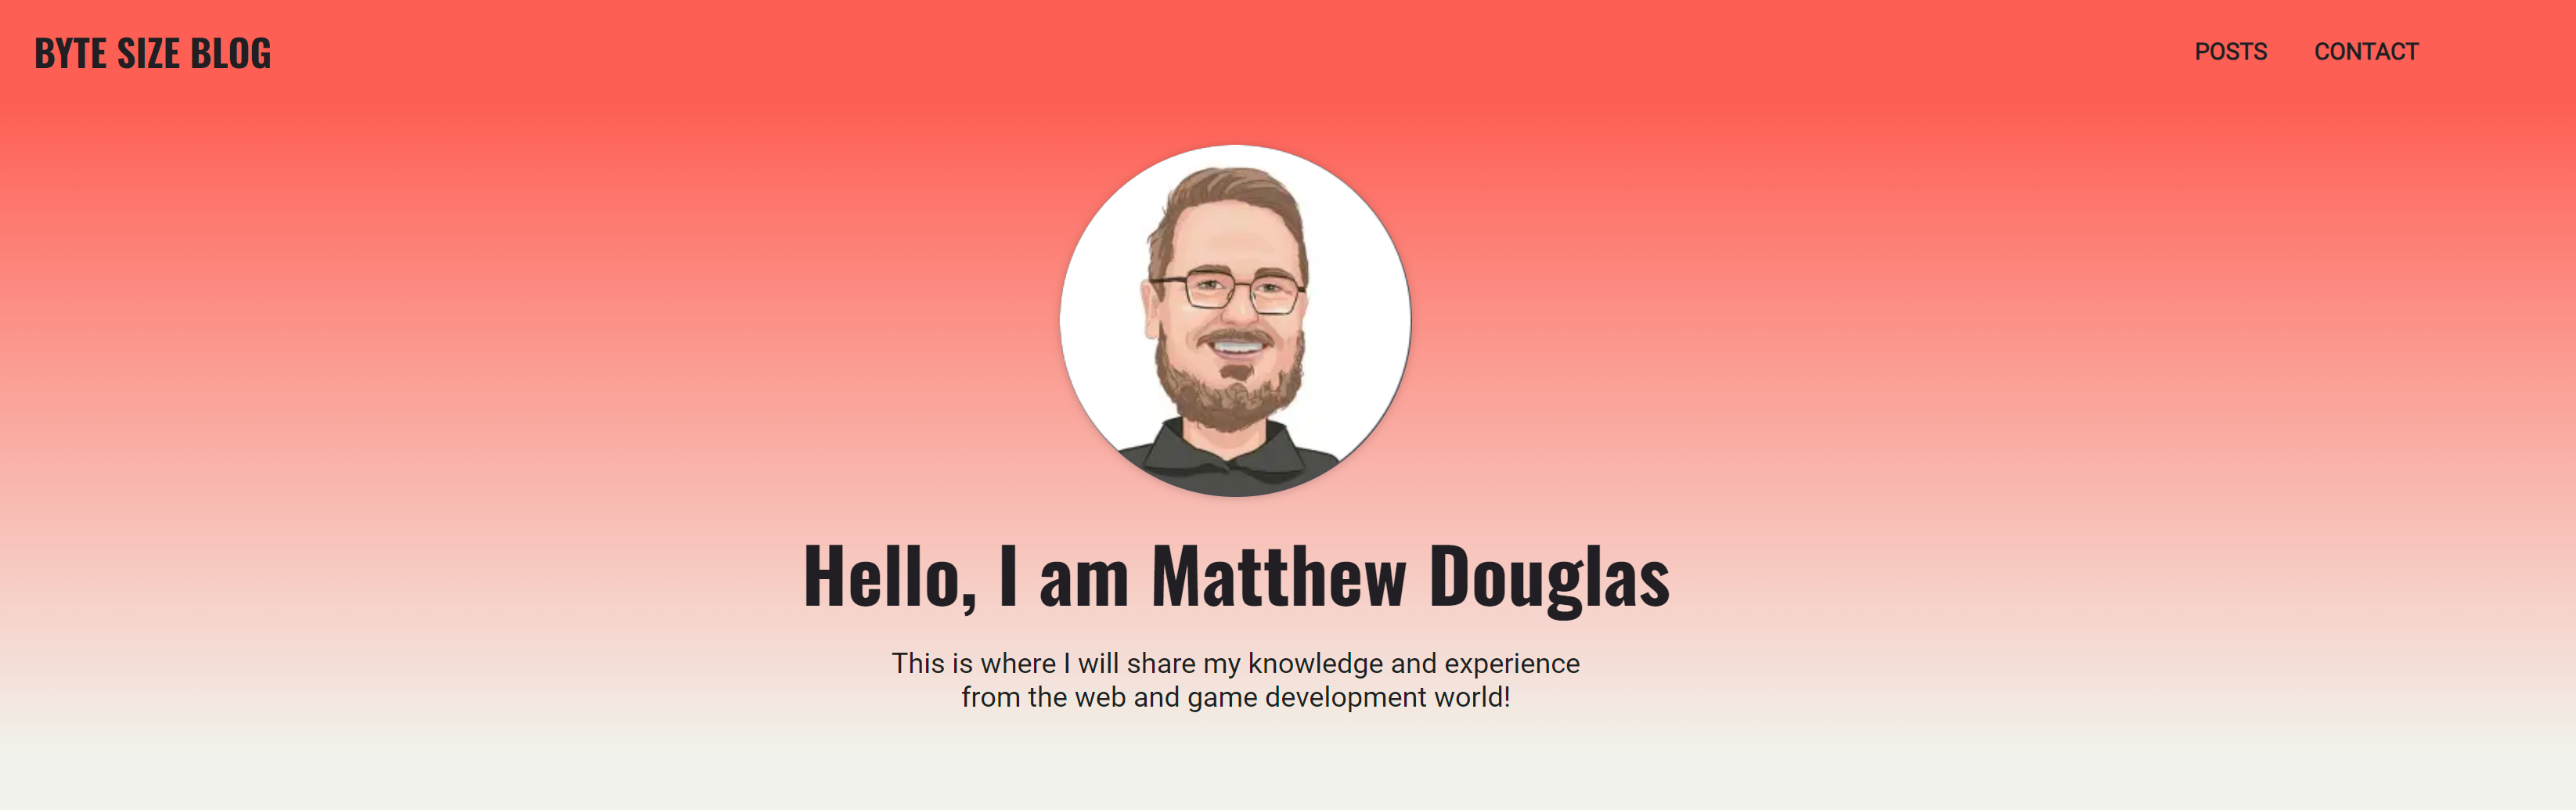 BYTE SIZE BLOG
POSTS
CONTACT
Hello, I am Matthew Douglas
This is where I will share my knowledge and experience
from the web and game development world!